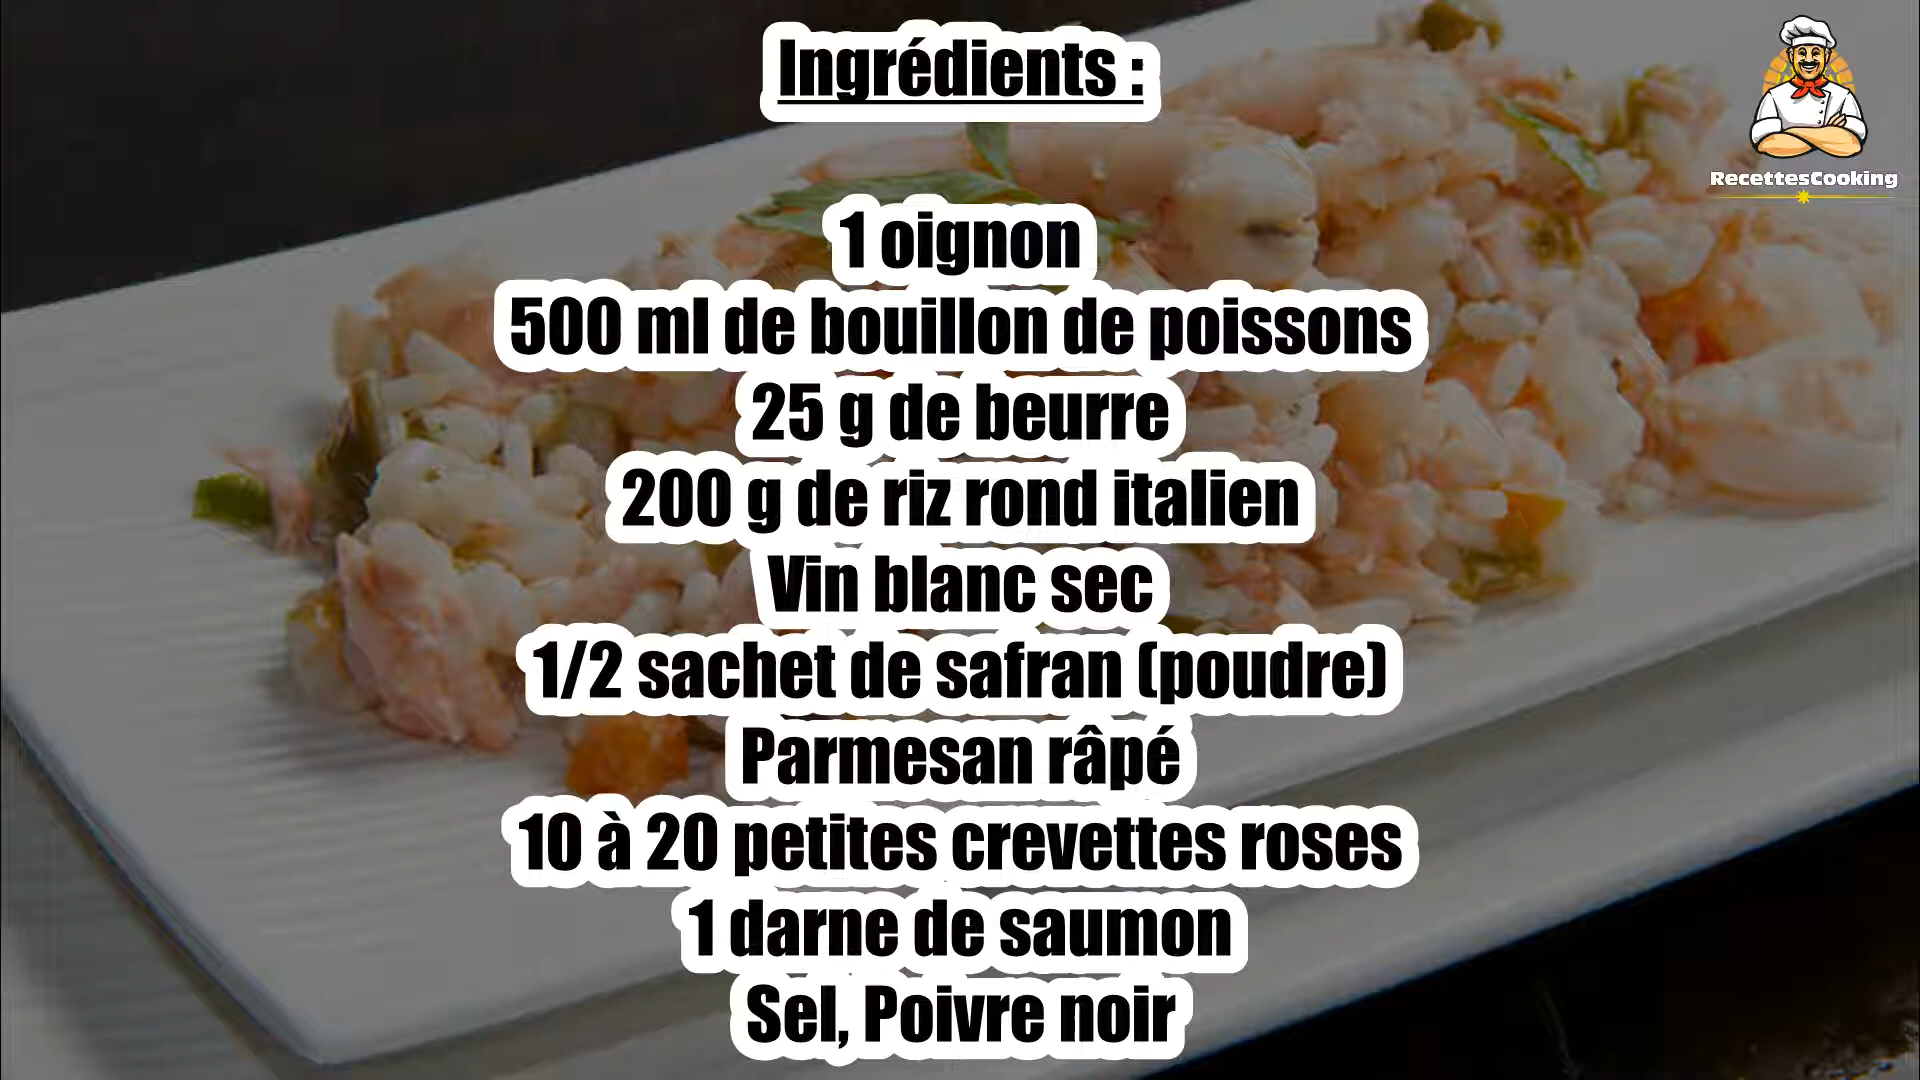 Ingrédients :
RecettesCooking
1 oignon
500 ml de bouillon de poissons
25 g de beurre
200 g de riz rond italien
Vin blanc sec
1/2 sachet de safran (poudre)
Parmesan râpé
10 à 20 petites crevettes roses
1 darne de saumon
Sel, Poivre noir